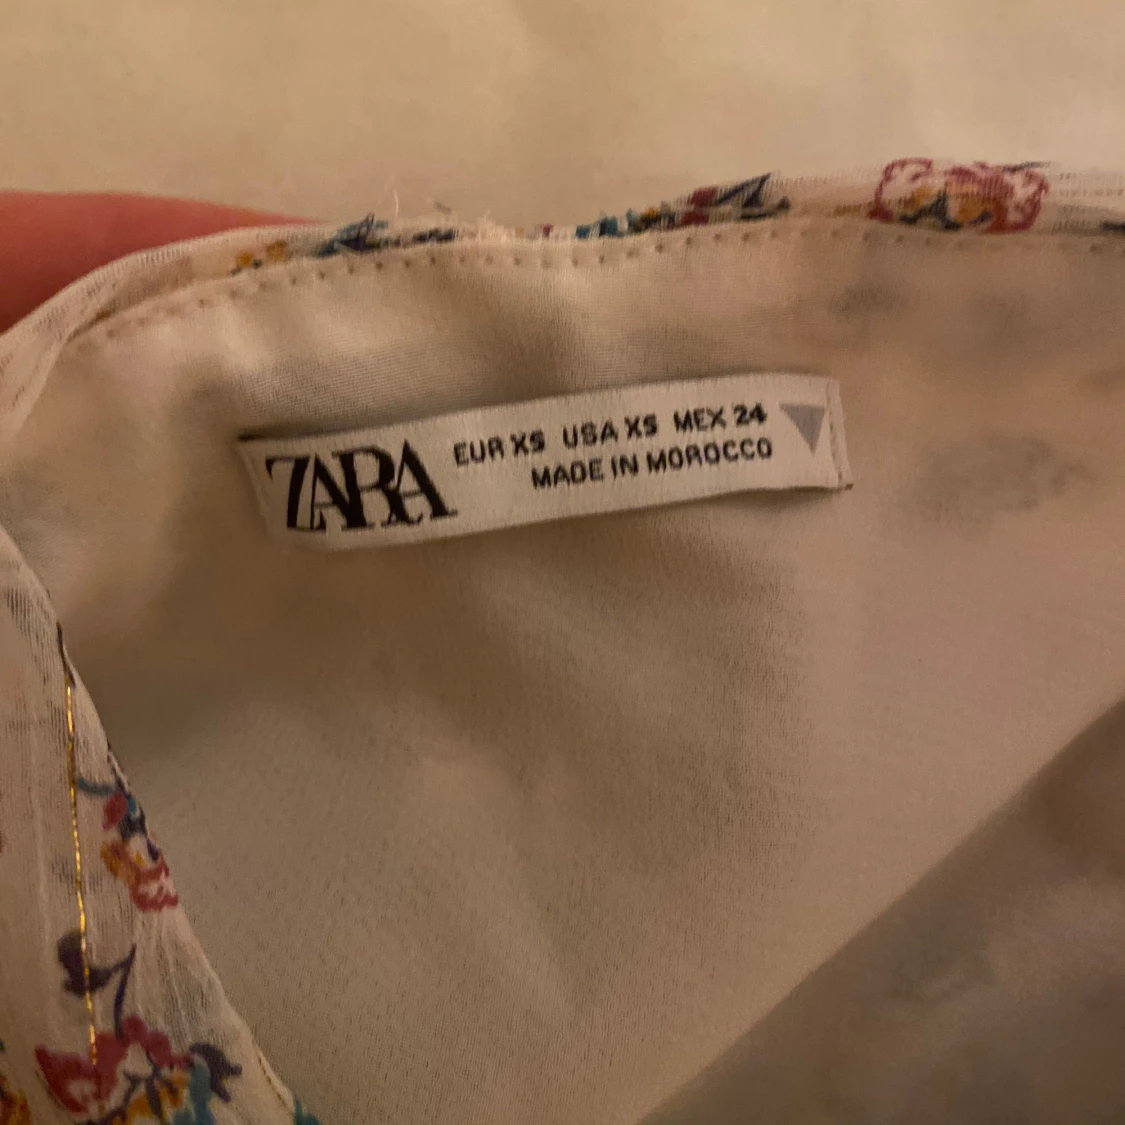 ZARA
EUR XS USA XS MEX 24
MADE IN MOROCCO